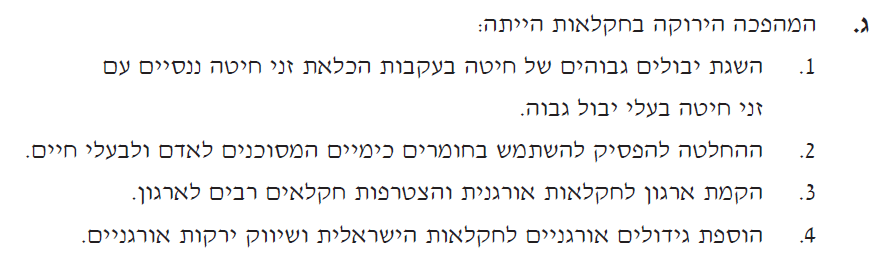 ג. המהפכה הירוקה בחקלאות הייתה:
1. השגת יבולים גבוהים של חיטה בעקבות הכלאת זני חיטה ננסיים עם
זני חיטה בעלי יבול גבוה.
2. ההחלטה להפסיק להשתמש בחומרים כימיים המסוכנים לאדם ולבעלי חיים.
3. הקמת ארגון לחקלאות אורגנית והצטרפות חקלאים רבים לארגון.
4. הוספת גידולים אורגניים לחקלאות הישראלית ושיווק ירקות אורגניים.